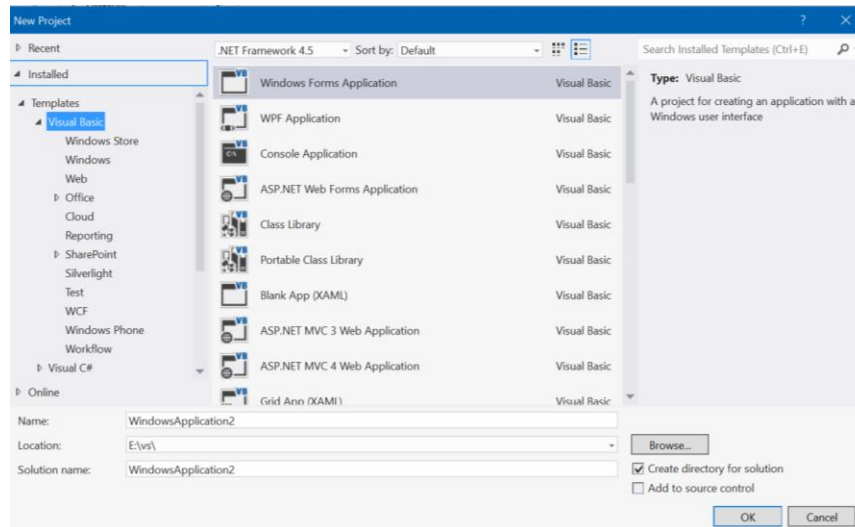 New Project ? ×
Recent
Installed
Templates
Visual Basic
Windows Store
Windows
Web
Office
Cloud
Reporting
SharePoint
Silverlight
Test
WCF
Windows Phone
Workflow
Visual C#
Online
.NET Framework 4.5 Sort by: Default
Windows Forms Application Visual Basic
WPF Application Visual Basic
Console Application Visual Basic
ASP.NET Web Forms Application Visual Basic
Class Library Visual Basic
Portable Class Library Visual Basic
Blank App (XAML) Visual Basic
ASP.NET MVC 3 Web Application Visual Basic
ASP.NET MVC 4 Web Application Visual Basic
Grid App (XAML) Visual Basic
Search Installed Templates (Ctrl+E)
Type: Visual Basic
A project for creating an application with a
Windows user interface
Name: WindowsApplication2
Location: E:\vs\
Browse...
Solution name: WindowsApplication2
Create directory for solution
Add to source control
OK Cancel